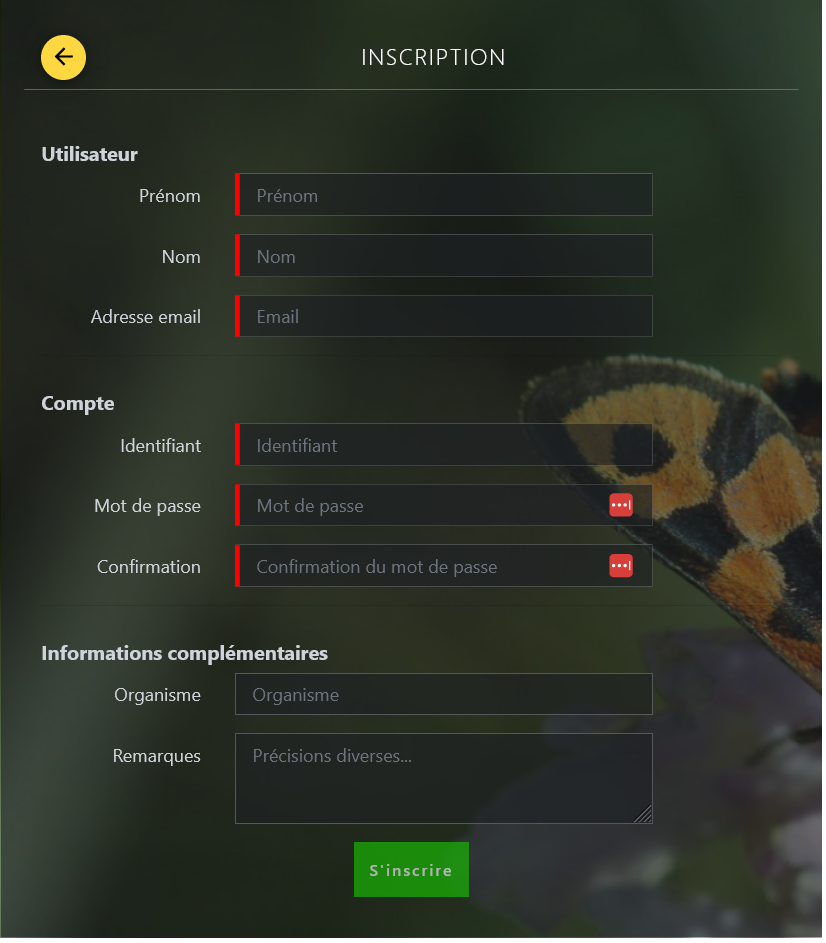 INSCRIPTION
Utilisateur
Prénom Prénom
Nom Nom
Adresse email Email
Compte
Identifiant Identifiant
Mot de passe Mot de passe
Confirmation Confirmation du mot de passe
Informations complémentaires
Organisme Organisme
Remarques Précisions diverses...
S'inscrire